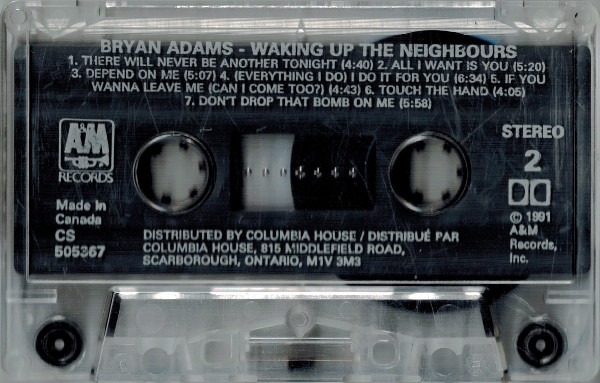 BRYAN ADAMS - WAKING UP THE NEIGHBOURS
1. THERE WILL NEVER BE ANOTHER TONIGHT (4:40) 2. ALL I WANT IS YOU (5:20)
3. DEPEND ON ME (5:07) 4. (EVERYTHING I DO) I DO IT FOR YOU (6:34) 5. IF YOU
WANNA LEAVE ME (CAN I COME TOO?) (4:43) 6. TOUCH THE HAND (4:05)
7. DON'T DROP THAT BOMB ON ME (5:58)
A&M
RECORDS
STEREO
2
Made in
Canada
CS
505367
© 1991
A&M
Records,
Inc.
DISTRIBUTED BY COLUMBIA HOUSE / DISTRIBUÉ PAR
COLUMBIA HOUSE, 815 MIDDLEFIELD ROAD,
SCARBOROUGH, ONTARIO, M1V 3M3